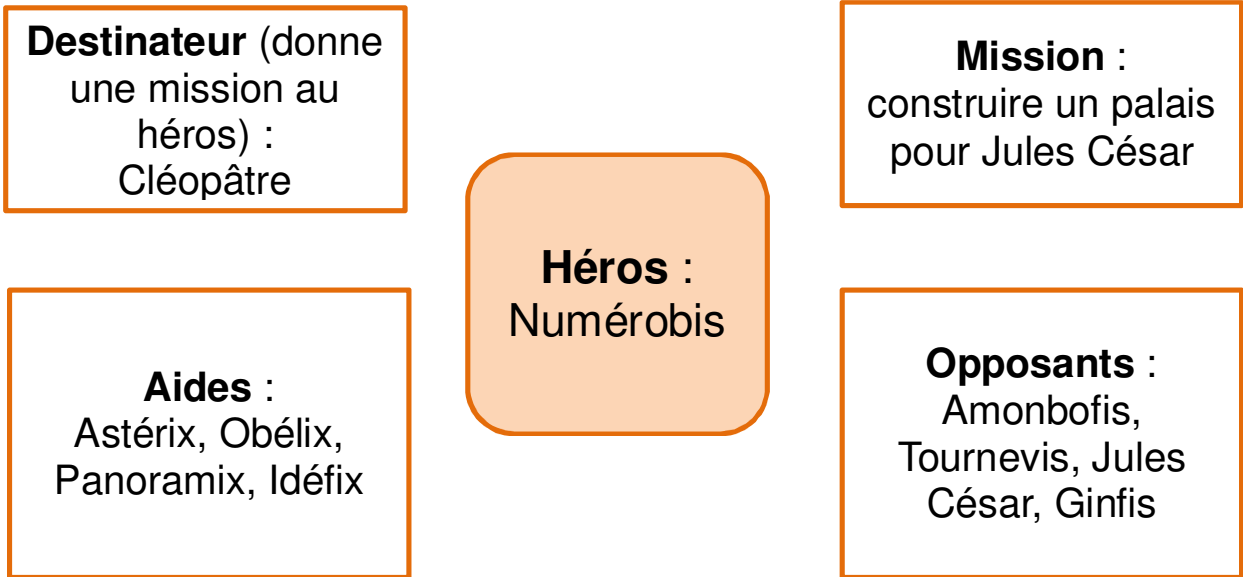 Destinateur (donne
une mission au
héros) :
Cléopâtre
Mission :
construire un palais
pour Jules César
Héros :
Numérobis
Aides :
Astérix, Obélix,
Panoramix, Idéfix
Opposants :
Amonbofis,
Tournevis, Jules
César, Ginfis